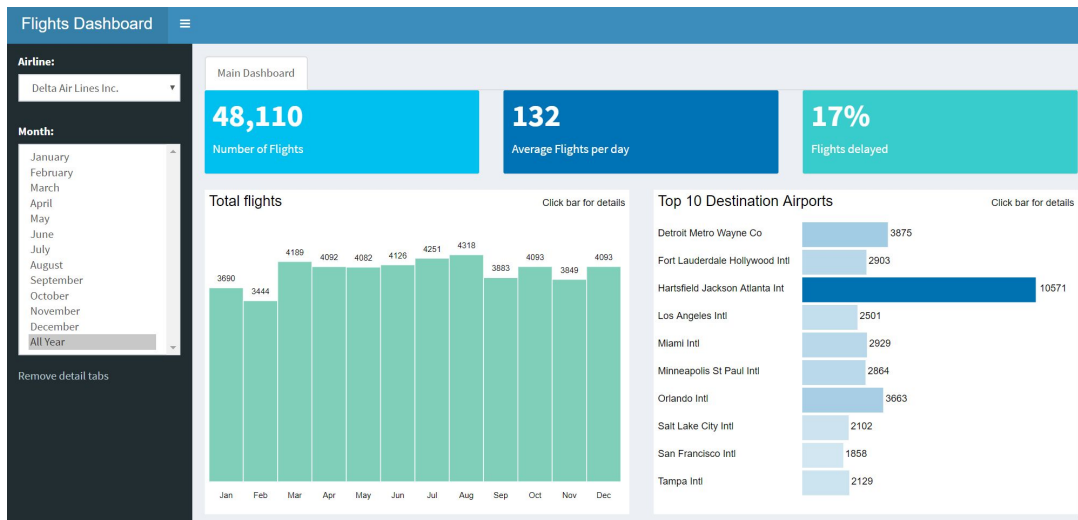 Flights Dashboard
Airline:
Delta Air Lines Inc.
Month:
January
February
March
April
May
June
July
August
September
October
November
December
All Year
Remove detail tabs
Main Dashboard
48,110
Number of Flights
132
Average Flights per day
17%
Flights delayed
Total flights
Click bar for details
3690
3444
4189
4092
4082
4126
4251
4318
3883
4093
3849
4093
Jan Feb Mar Apr May Jun Jul Aug Sep Oct Nov Dec
Top 10 Destination Airports
Click bar for details
Detroit Metro Wayne Co 3875
Fort Lauderdale Hollywood Intl 2903
Hartsfield Jackson Atlanta Int 10571
Los Angeles Intl 2501
Miami Intl 2929
Minneapolis St Paul Intl 2864
Orlando Intl 3663
Salt Lake City Intl 2102
San Francisco Intl 1858
Tampa Intl 2129